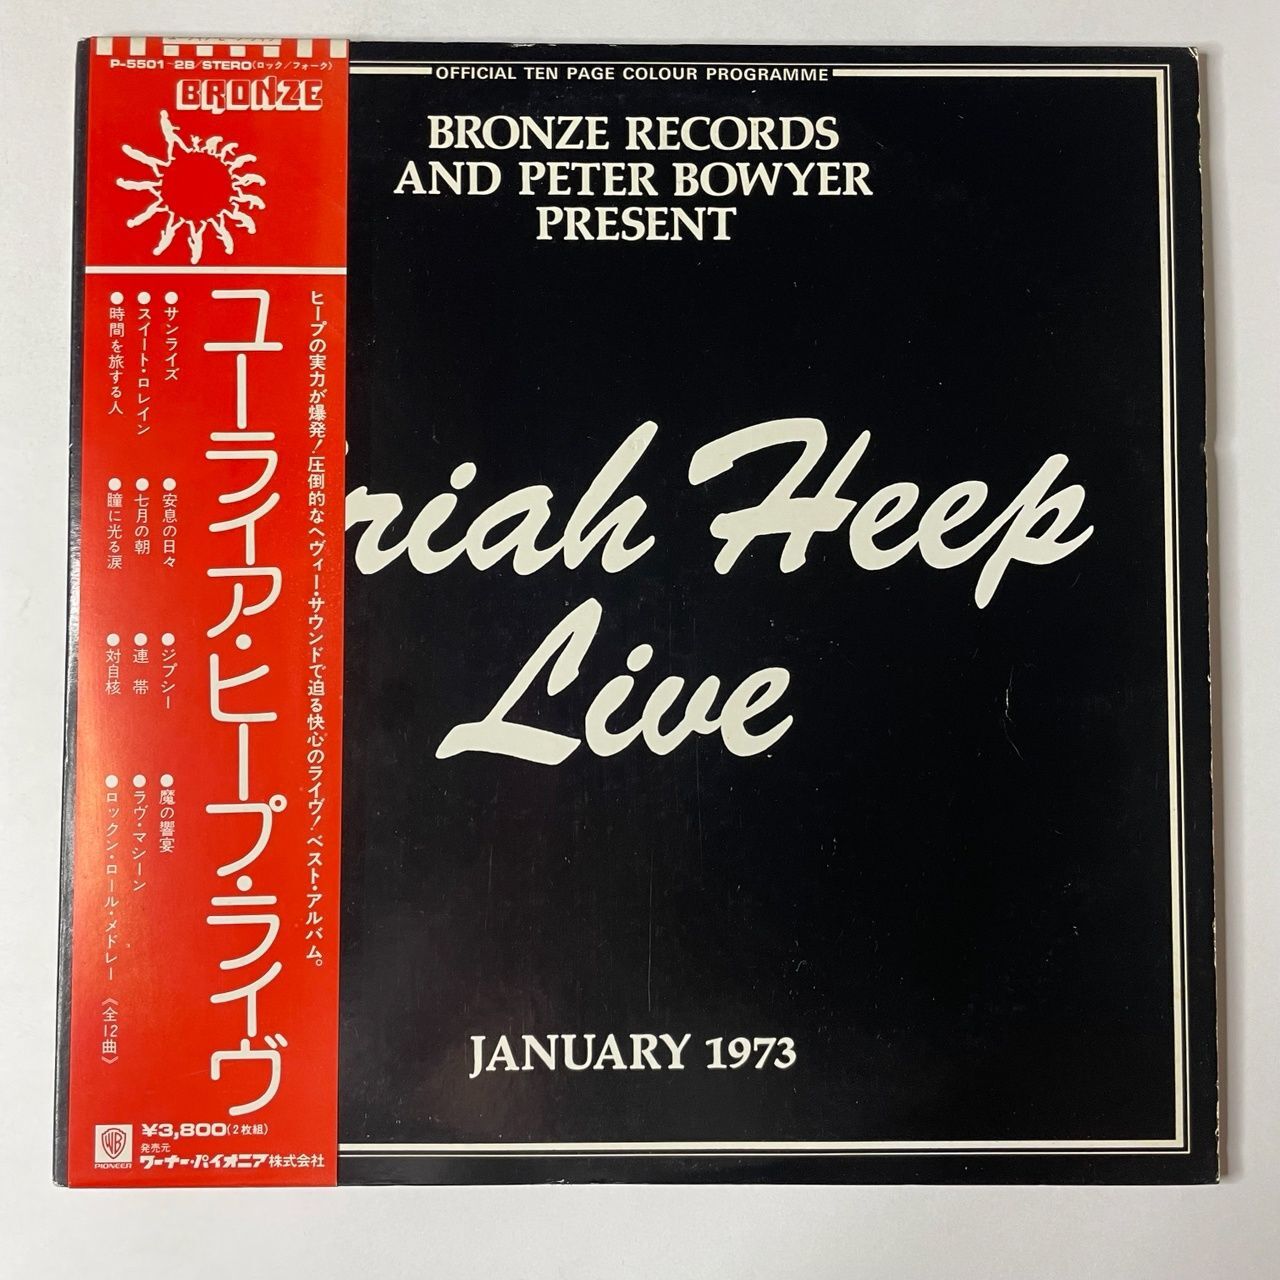 P-5501~2B/STERO(ロック/フォーク)
BRONZE
ヒープの実力が爆発!圧倒的なヘヴィー・サウンドで迫る快心のライヴ!ベスト・アルバム。
ユーライア・ヒープ・ライヴ
●サンライズ
●スイート・ロレイン
●時間を旅する人
●安息の日々
●七月の朝
●瞳に光る涙
●ジプシー
●連帯
●対自核
●魔の響宴
●ラヴ・マシーン
●ロックン・ロール・メドレー《全12曲》
WB
PIONEER
¥3,800(2枚組)
発売元
ワーナー・パイオニア株式会社
OFFICIAL TEN PAGE COLOUR PROGRAMME
BRONZE RECORDS
AND PETER BOWYER
PRESENT
riah Heep
Live
JANUARY 1973